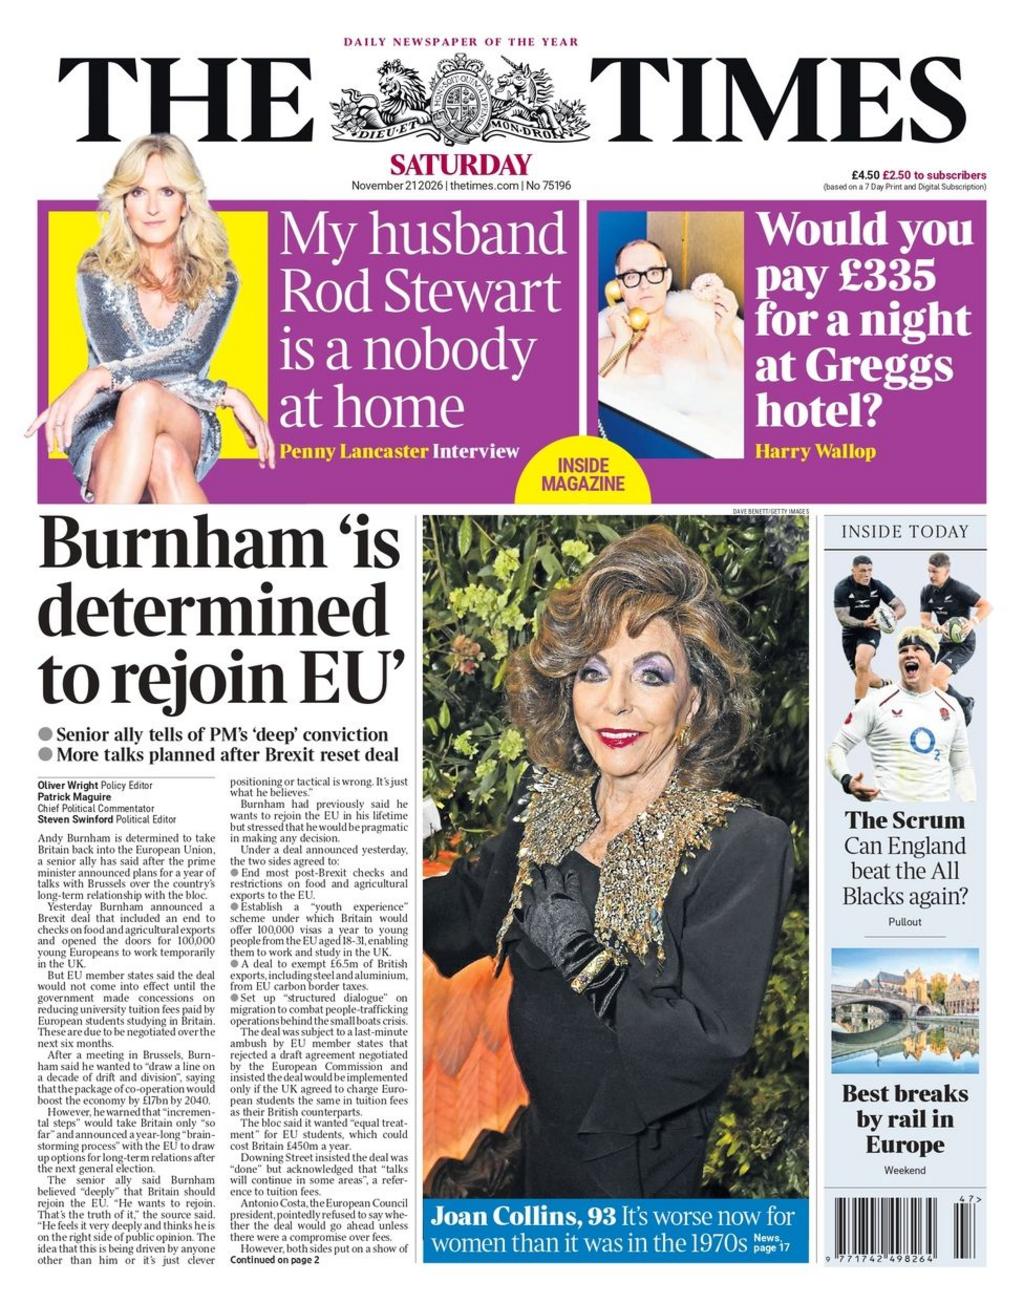 DAILY NEWSPAPER OF THE YEAR
THE TIMES
DIEU·ET MON·DROIT
SATURDAY
November 21 2026 | thetimes.com | No 75196
£4.50 £2.50 to subscribers
(based on a 7 Day Print and Digital Subscription)
My husband
Rod Stewart
is a nobody
at home
Penny Lancaster Interview
Would you
pay £335
for a night
at Greggs
hotel?
Harry Wallop
INSIDE
MAGAZINE
Burnham ‘is
determined
to rejoin EU’
● Senior ally tells of PM’s ‘deep’ conviction
● More talks planned after Brexit reset deal
Oliver Wright Policy Editor
Patrick Maguire
Chief Political Commentator
Steven Swinford Political Editor
Andy Burnham is determined to take
Britain back into the European Union,
a senior ally has said after the prime
minister announced plans for a year of
talks with Brussels over the country’s
long-term relationship with the bloc.
Yesterday Burnham announced a
Brexit deal that included an end to
checks on food and agricultural exports
and opened the doors for 100,000
young Europeans to work temporarily
in the UK.
But EU member states said the deal
would not come into effect until the
government made concessions on
reducing university tuition fees paid by
European students studying in Britain.
These are due to be negotiated over the
next six months.
After a meeting in Brussels, Burn-
ham said he wanted to “draw a line on
a decade of drift and division”, saying
that the package of co-operation would
boost the economy by £17bn by 2040.
However, he warned that “incremen-
tal steps” would take Britain only “so
far” and announced a year-long “brain-
storming process” with the EU to draw
up options for long-term relations after
the next general election.
The senior ally said Burnham
believed “deeply” that Britain should
rejoin the EU. “He wants to rejoin.
That’s the truth of it,” the source said.
“He feels it very deeply and thinks he is
on the right side of public opinion. The
idea that this is being driven by anyone
other than him or it’s just clever
positioning or tactical is wrong. It’s just
what he believes.”
Burnham had previously said he
wants to rejoin the EU in his lifetime
but stressed that he would be pragmatic
in making any decision.
Under a deal announced yesterday,
the two sides agreed to:
● End most post-Brexit checks and
restrictions on food and agricultural
exports to the EU.
● Establish a “youth experience”
scheme under which Britain would
offer 100,000 visas a year to young
people from the EU aged 18-31, enabling
them to work and study in the UK.
● A deal to exempt £6.5m of British
exports, including steel and aluminium,
from EU carbon border taxes.
● Set up “structured dialogue” on
migration to combat people-trafficking
operations behind the small boats crisis.
The deal was subject to a last-minute
ambush by EU member states that
rejected a draft agreement negotiated
by the European Commission and
insisted the deal would be implemented
only if the UK agreed to charge Euro-
pean students the same in tuition fees
as their British counterparts.
The bloc said it wanted “equal treat-
ment” for EU students, which could
cost Britain £450m a year.
Downing Street insisted the deal was
“done” but acknowledged that “talks
will continue in some areas”, a refer-
ence to tuition fees.
Antonio Costa, the European Council
president, pointedly refused to say whe-
ther the deal would go ahead unless
there were a compromise over fees.
However, both sides put on a show of
Continued on page 2
DAVE BENETT/GETTY IMAGES
Joan Collins, 93 It’s worse now for
women than it was in the 1970s News, page 17
INSIDE TODAY
O2
The Scrum
Can England
beat the All
Blacks again?
Pullout
Best breaks
by rail in
Europe
Weekend
47>
9 771742 498264